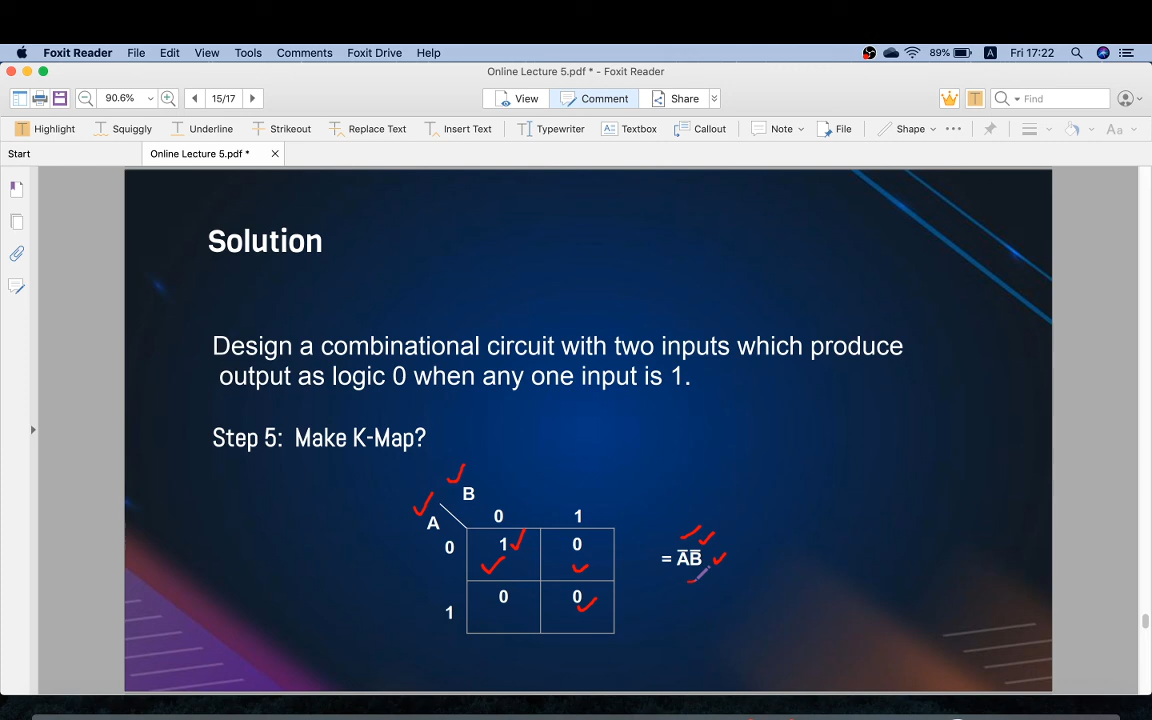 Foxit Reader File Edit View Tools Comments Foxit Drive Help 89% A Fri 17:22
Online Lecture 5.pdf * - Foxit Reader
90.6% 15/17 View Comment Share Find
Highlight Squiggly Underline Strikeout Replace Text Insert Text Typewriter Textbox Callout Note File Shape Aa
Start Online Lecture 5.pdf *
Solution
Design a combinational circuit with two inputs which produce
output as logic 0 when any one input is 1.
Step 5: Make K-Map?
B
A
0 1
0 1 0
1 0 0
= A̅B̅